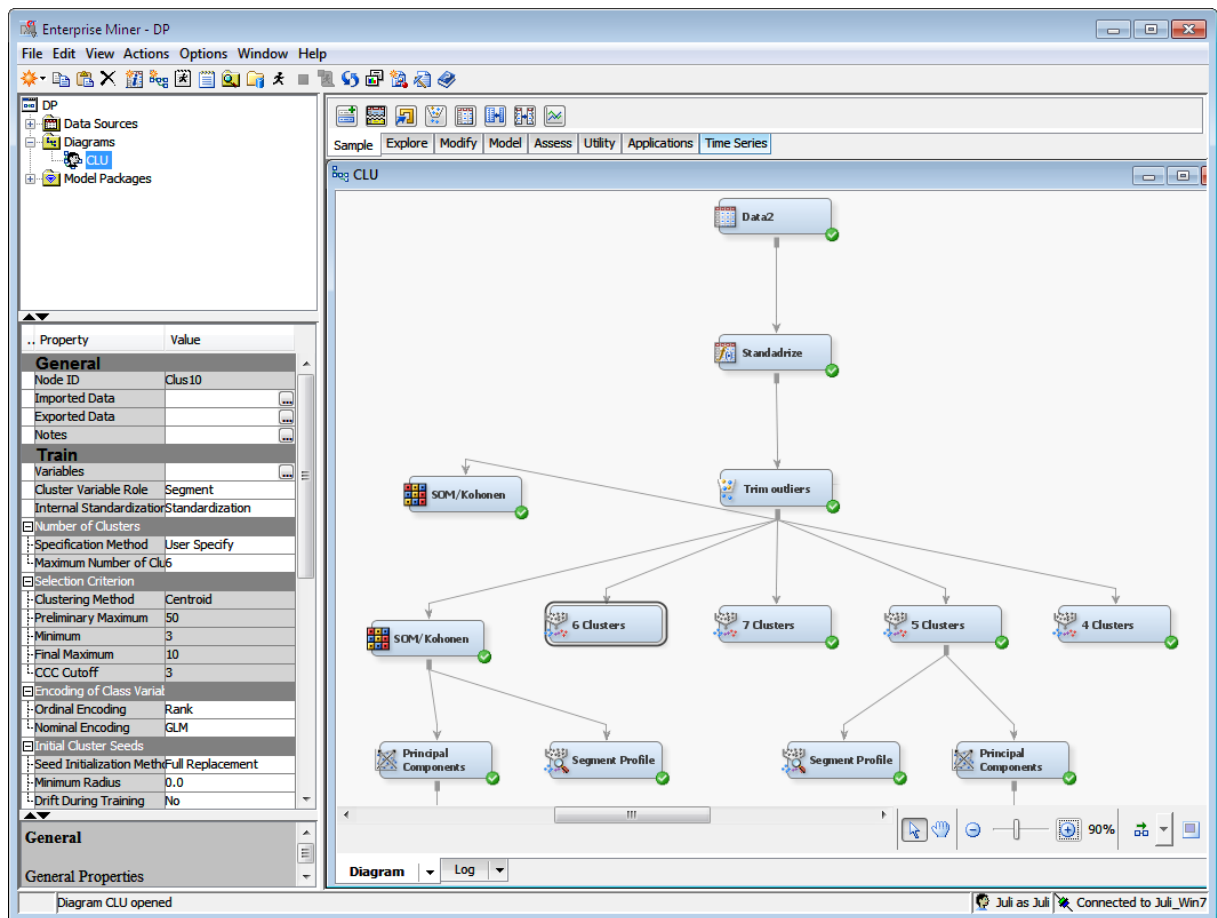 Enterprise Miner - DP
File Edit View Actions Options Window Help
DP
Data Sources
Diagrams
CLU
Model Packages
.. Property Value
General
Node ID Clus10
Imported Data ...
Exported Data ...
Notes ...
Train
Variables ...
Cluster Variable Role Segment
Internal Standardization Standardization
Number of Clusters
Specification Method User Specify
Maximum Number of Clu 6
Selection Criterion
Clustering Method Centroid
Preliminary Maximum 50
Minimum 3
Final Maximum 10
CCC Cutoff 3
Encoding of Class Variab
Ordinal Encoding Rank
Nominal Encoding GLM
Initial Cluster Seeds
Seed Initialization Metho Full Replacement
Minimum Radius 0.0
Drift During Training No
General
General Properties
Sample Explore Modify Model Assess Utility Applications Time Series
CLU
Data2
Standadrize
SOM/Kohonen
Trim outliers
SOM/Kohonen
6 Clusters
7 Clusters
5 Clusters
4 Clusters
Principal Components
Segment Profile
Segment Profile
Principal Components
90%
Diagram Log
Diagram CLU opened
Juli as Juli Connected to Juli_Win7